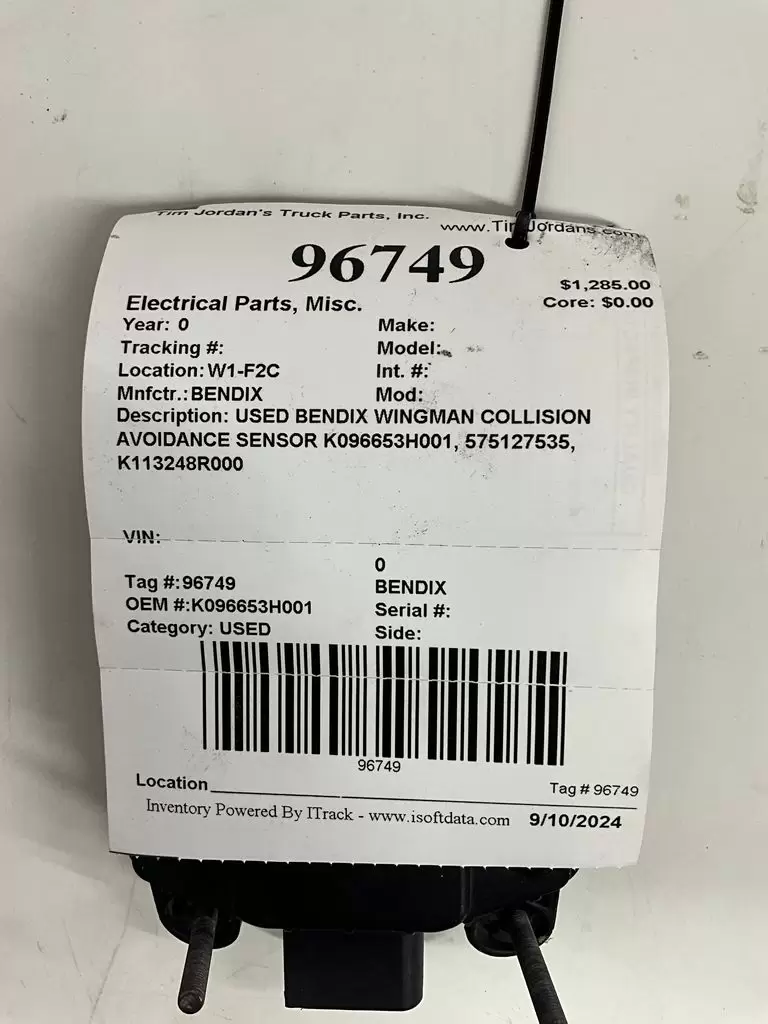 Tim Jordan's Truck Parts, Inc.
www.TimJordans.com
96749
$1,285.00
Electrical Parts, Misc.
Core: $0.00
Year: 0
Make:
Tracking #:
Model:
Location: W1-F2C
Int. #:
Mnfctr.: BENDIX
Mod:
Description: USED BENDIX WINGMAN COLLISION
AVOIDANCE SENSOR K096653H001, 575127535,
K113248R000
VIN:
0
Tag #:96749
BENDIX
OEM #:K096653H001
Serial #:
Category: USED
Side:
96749
Location
Tag # 96749
Inventory Powered By ITrack - www.isoftdata.com
9/10/2024